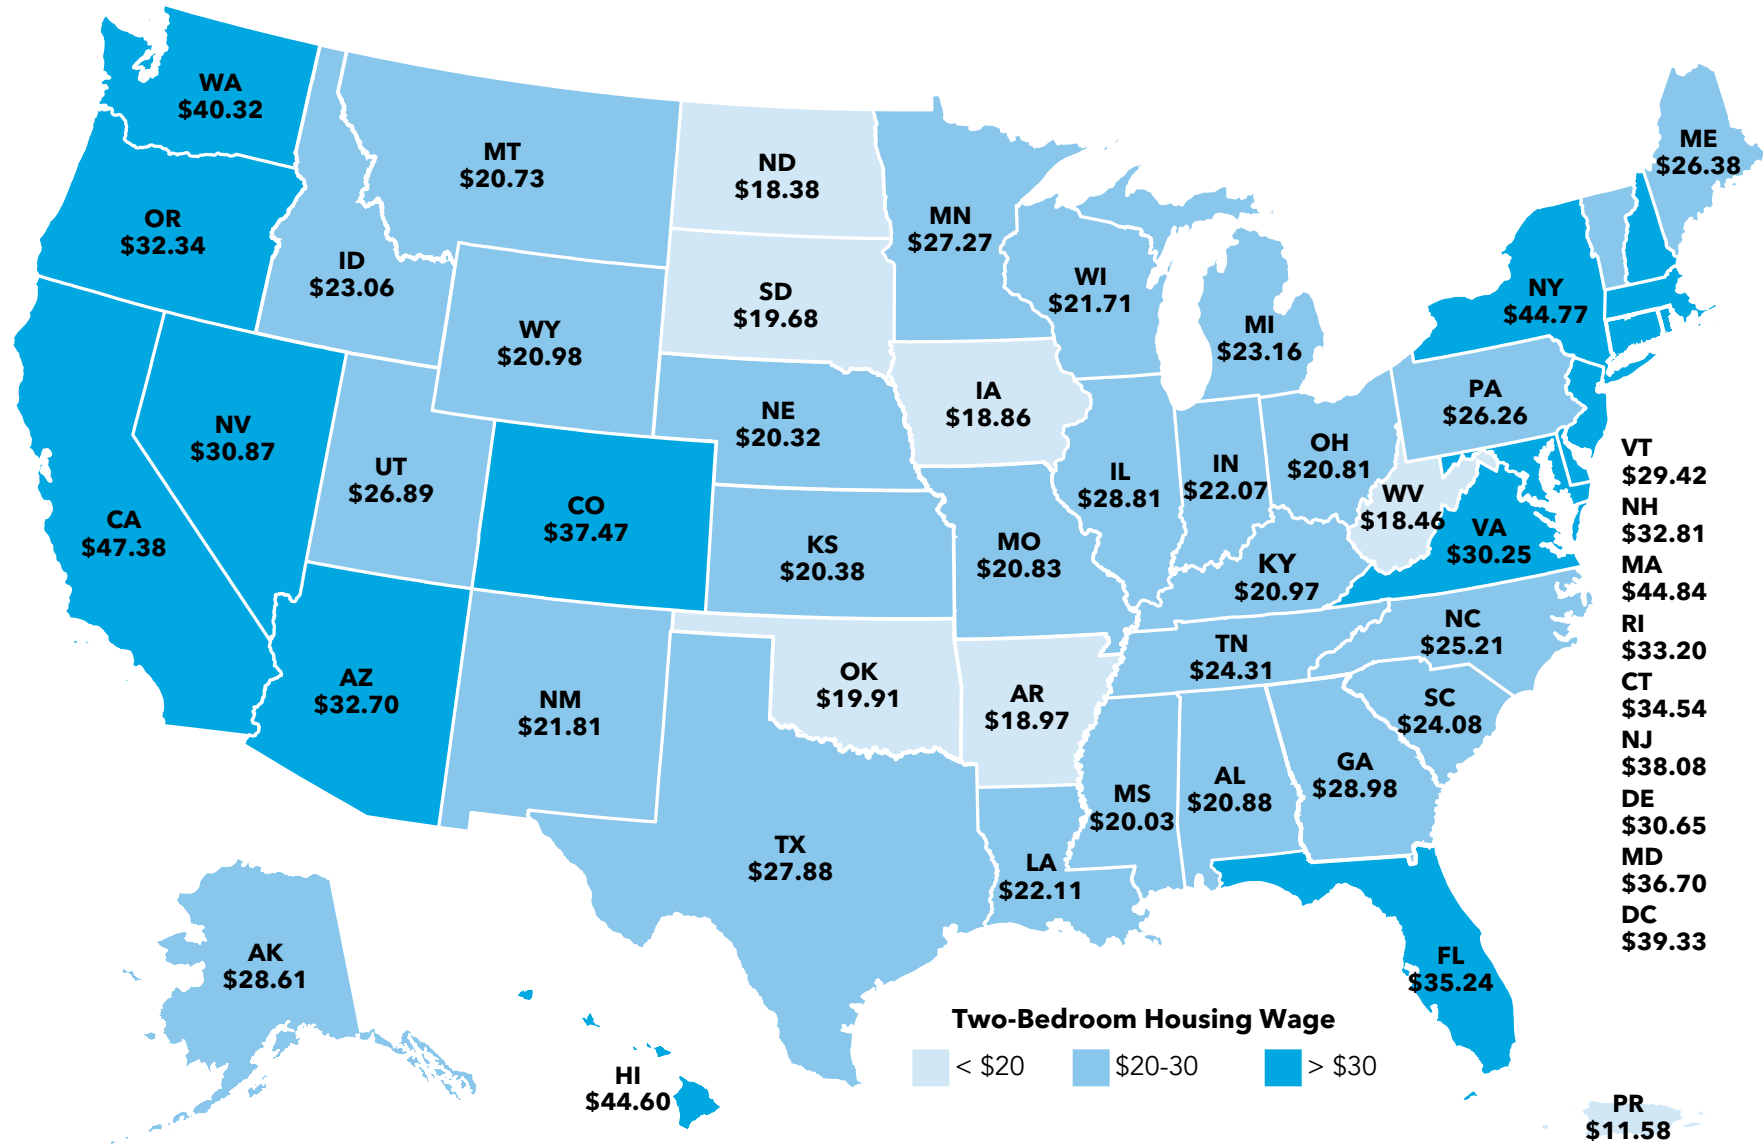 WA
$40.32
OR
$32.34
CA
$47.38
NV
$30.87
ID
$23.06
MT
$20.73
WY
$20.98
UT
$26.89
CO
$37.47
AZ
$32.70
NM
$21.81
ND
$18.38
SD
$19.68
NE
$20.32
KS
$20.38
OK
$19.91
TX
$27.88
MN
$27.27
IA
$18.86
MO
$20.83
AR
$18.97
LA
$22.11
WI
$21.71
IL
$28.81
MI
$23.16
IN
$22.07
OH
$20.81
KY
$20.97
TN
$24.31
MS
$20.03
AL
$20.88
GA
$28.98
FL
$35.24
SC
$24.08
NC
$25.21
VA
$30.25
WV
$18.46
PA
$26.26
NY
$44.77
ME
$26.38
VT
$29.42
NH
$32.81
MA
$44.84
RI
$33.20
CT
$34.54
NJ
$38.08
DE
$30.65
MD
$36.70
DC
$39.33
AK
$28.61
HI
$44.60
PR
$11.58
Two-Bedroom Housing Wage
< $20
$20-30
> $30